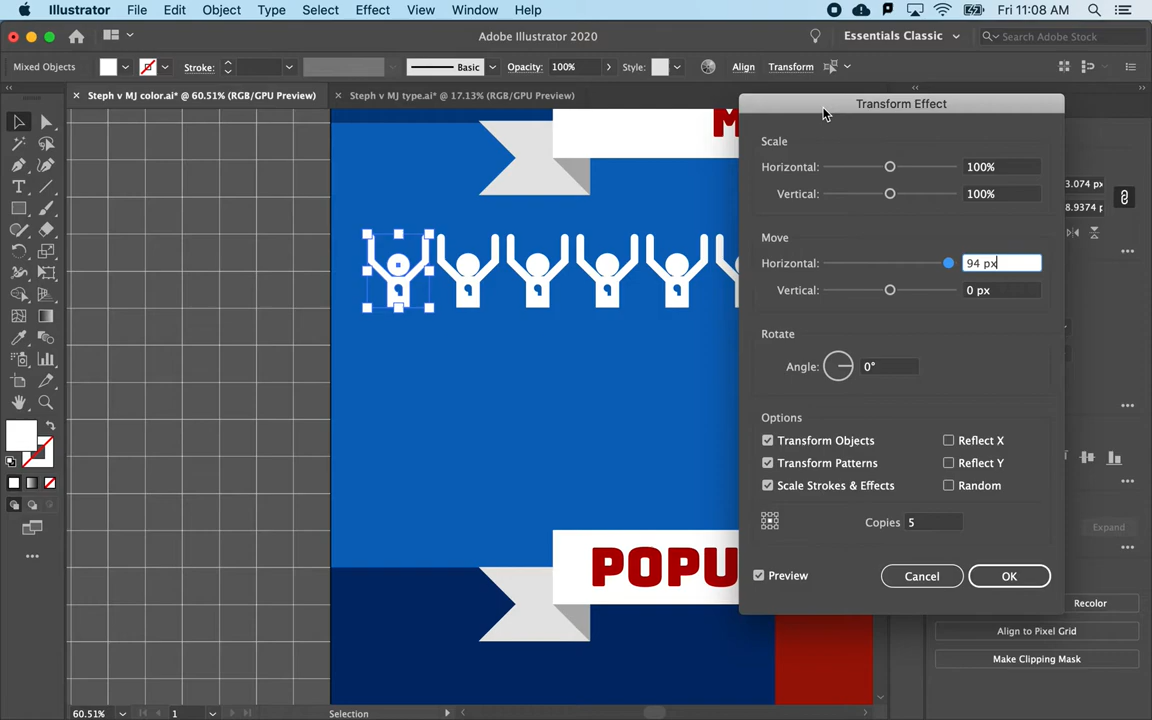 Illustrator File Edit Object Type Select Effect View Window Help Fri 11:08 AM
Adobe Illustrator 2020 Essentials Classic Search Adobe Stock
Mixed Objects Stroke: Basic Opacity: 100% Style: Align Transform
Steph v MJ color.ai* @ 60.51% (RGB/GPU Preview) Steph v MJ type.ai* @ 17.13% (RGB/GPU Preview)
Transform Effect
Scale
Horizontal: 100%
Vertical: 100%
3.074 px
8.9374 px
Move
Horizontal: 94 px
Vertical: 0 px
Rotate
Angle: 0°
Options
Transform Objects Reflect X
Transform Patterns Reflect Y
Scale Strokes & Effects Random
Copies 5
Expand
POPU
Preview Cancel OK
Recolor
Align to Pixel Grid
Make Clipping Mask
60.51% 1 Selection